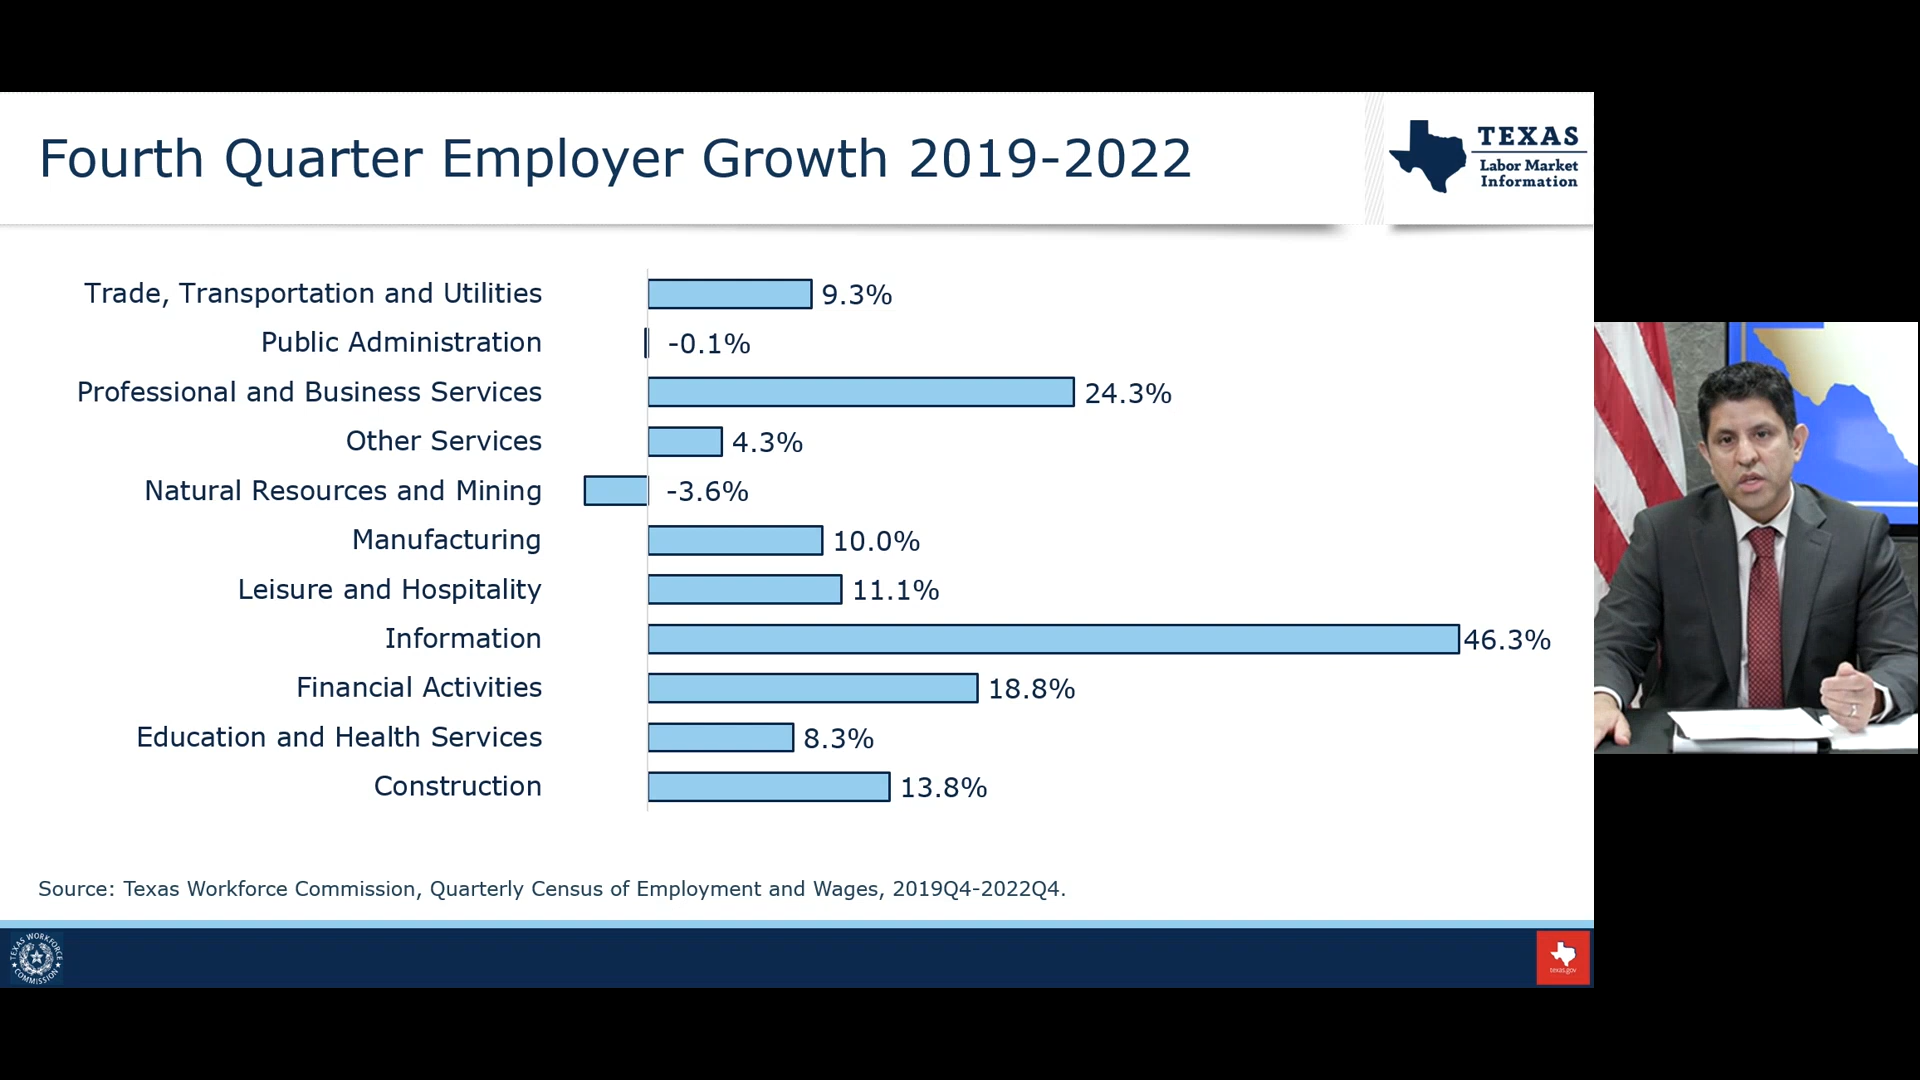 Fourth Quarter Employer Growth 2019-2022
TEXAS
Labor Market
Information
Trade, Transportation and Utilities 9.3%
Public Administration -0.1%
Professional and Business Services 24.3%
Other Services 4.3%
Natural Resources and Mining -3.6%
Manufacturing 10.0%
Leisure and Hospitality 11.1%
Information 46.3%
Financial Activities 18.8%
Education and Health Services 8.3%
Construction 13.8%
Source: Texas Workforce Commission, Quarterly Census of Employment and Wages, 2019Q4-2022Q4.
TEXAS WORKFORCE
COMMISSION
texas.gov